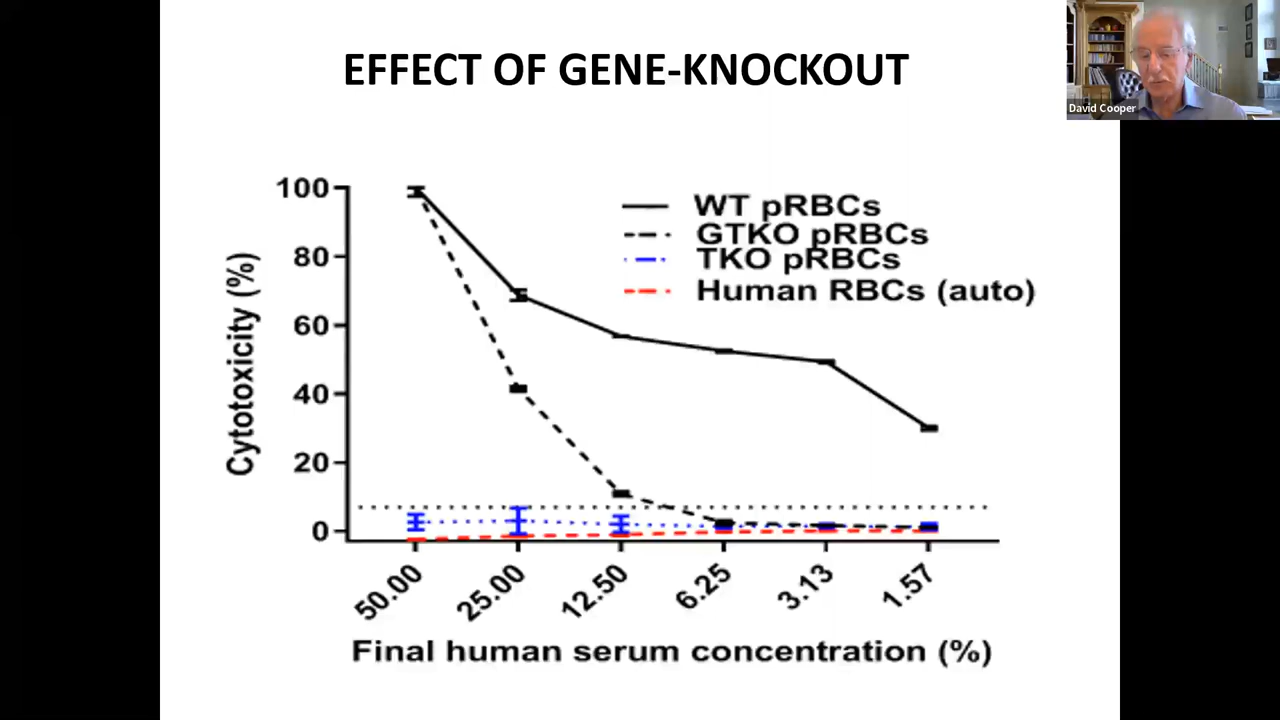 EFFECT OF GENE-KNOCKOUT
David Cooper
WT pRBCs
GTKO pRBCs
TKO pRBCs
Human RBCs (auto)
Cytotoxicity (%)
100
80
60
40
20
0
50.00
25.00
12.50
6.25
3.13
1.57
Final human serum concentration (%)